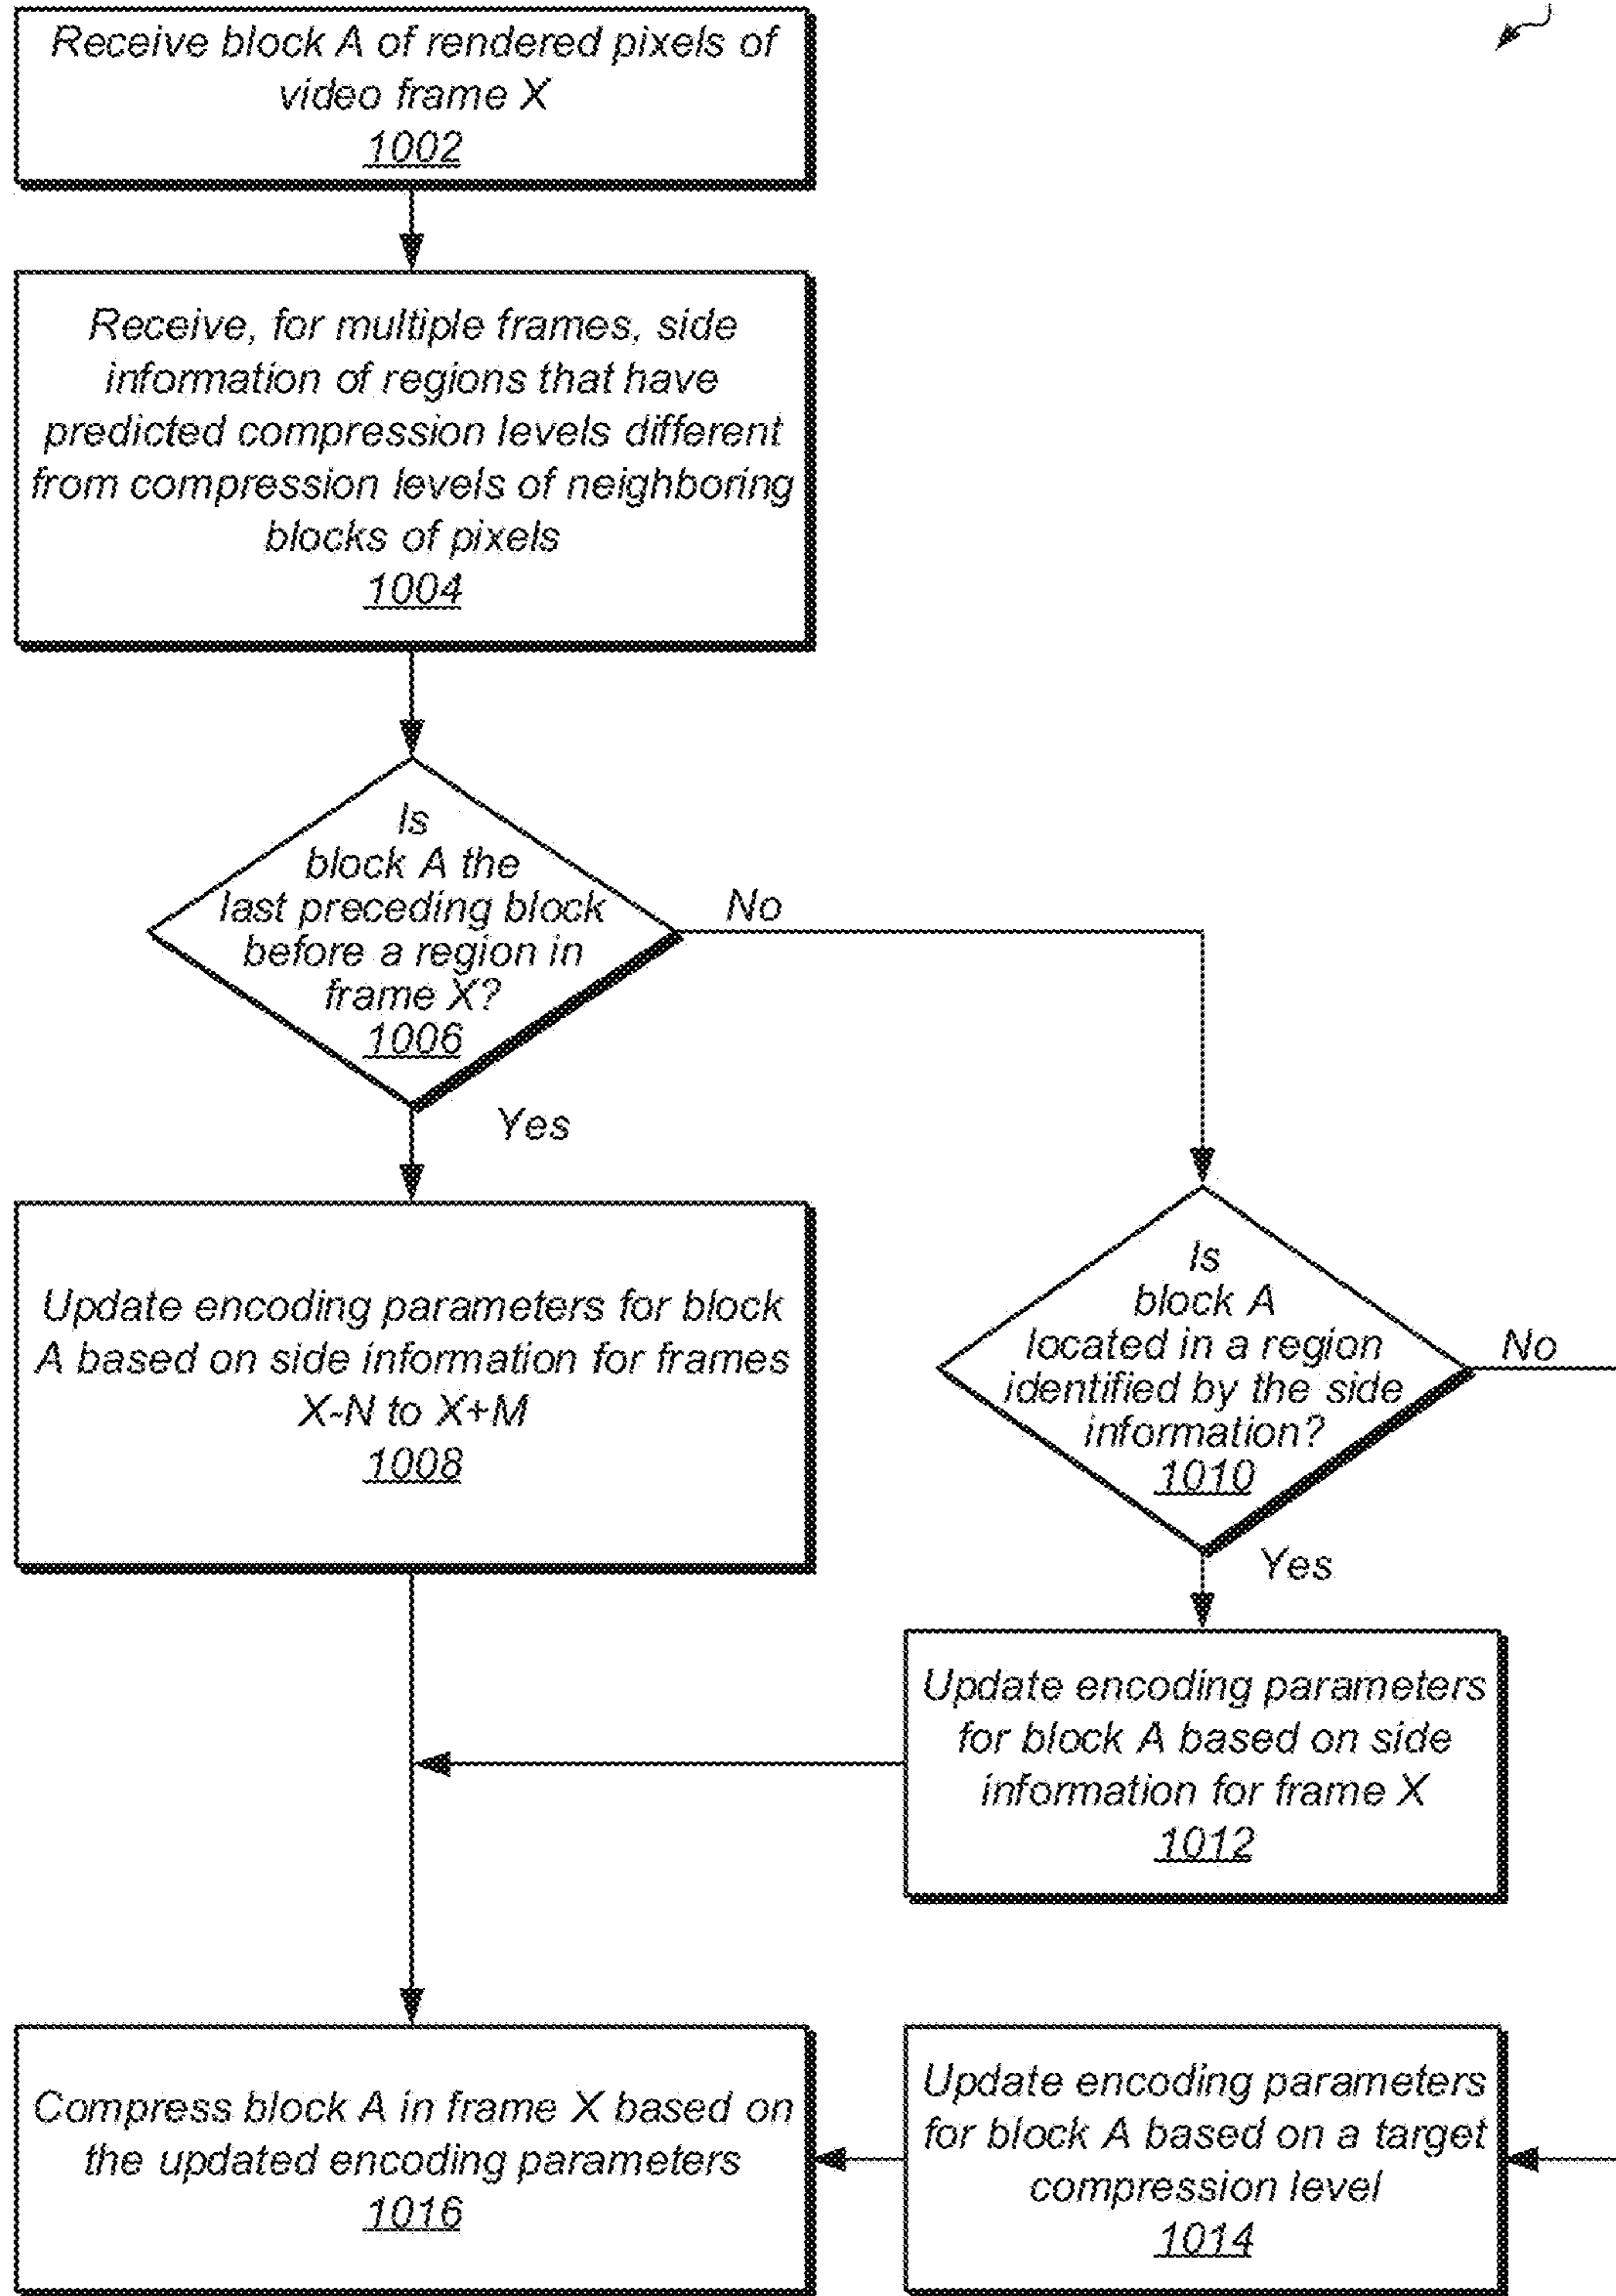 Receive block A of rendered pixels of
video frame X
1002
Receive, for multiple frames, side
information of regions that have
predicted compression levels different
from compression levels of neighboring
blocks of pixels
1004
Is
block A the
last preceding block
before a region in
frame X?
1006
No
Yes
Update encoding parameters for block
A based on side information for frames
X-N to X+M
1008
Is
block A
located in a region
identified by the side
information?
1010
No
Yes
Update encoding parameters
for block A based on side
information for frame X
1012
Compress block A in frame X based on
the updated encoding parameters
1016
Update encoding parameters
for block A based on a target
compression level
1014